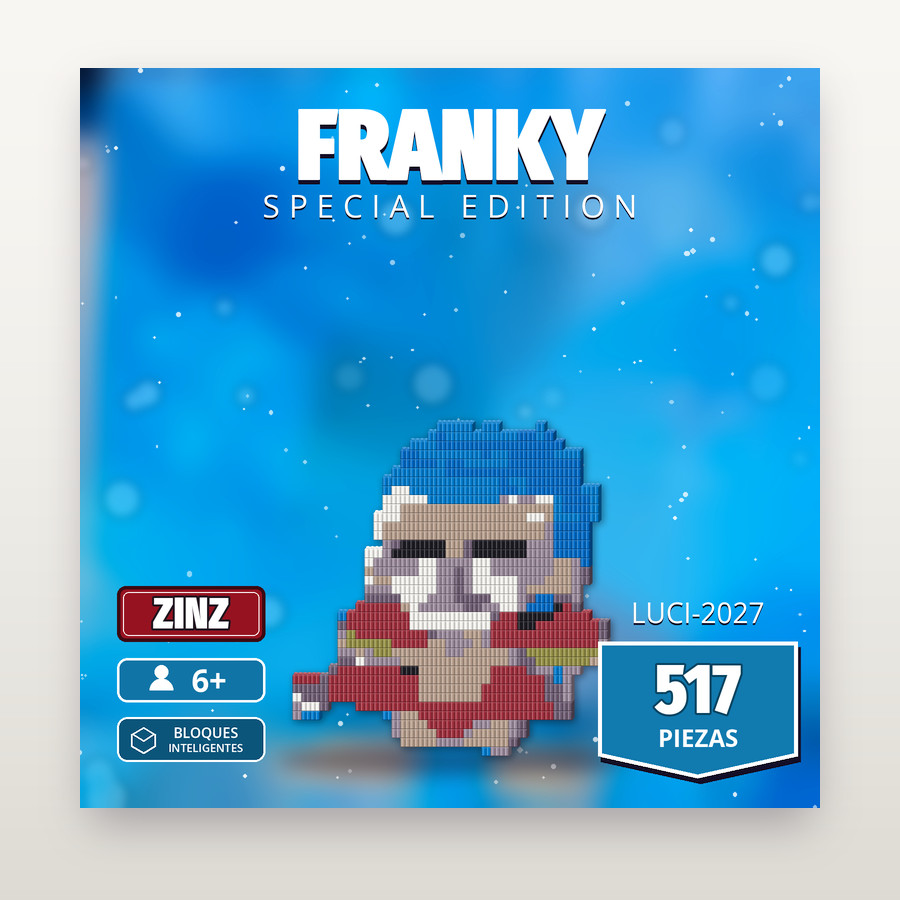 FRANKY
SPECIAL EDITION
ZINZ
6+
BLOQUES
INTELIGENTES
LUCI-2027
517
PIEZAS